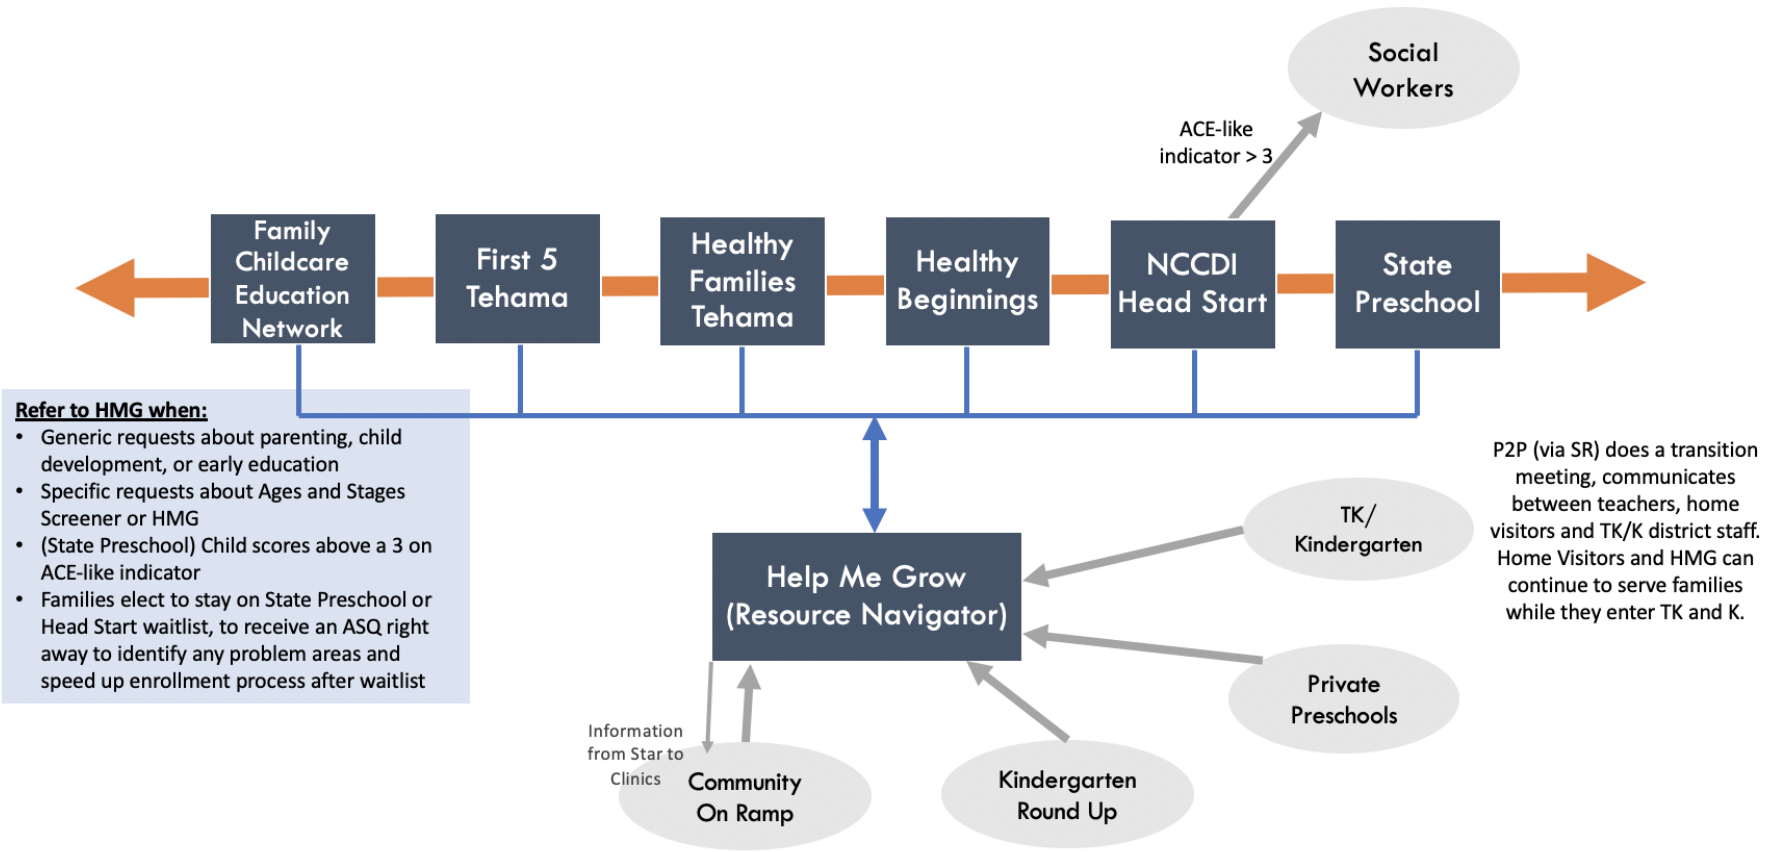 Social
Workers
ACE-like
indicator > 3
Family
Childcare
Education
Network
First 5
Tehama
Healthy
Families
Tehama
Healthy
Beginnings
NCCDI
Head Start
State
Preschool
Refer to HMG when:
• Generic requests about parenting, child
development, or early education
• Specific requests about Ages and Stages
Screener or HMG
• (State Preschool) Child scores above a 3 on
ACE-like indicator
• Families elect to stay on State Preschool or
Head Start waitlist, to receive an ASQ right
away to identify any problem areas and
speed up enrollment process after waitlist
Help Me Grow
(Resource Navigator)
TK/
Kindergarten
P2P (via SR) does a transition
meeting, communicates
between teachers, home
visitors and TK/K district staff.
Home Visitors and HMG can
continue to serve families
while they enter TK and K.
Private
Preschools
Information
from Star to
Clinics
Community
On Ramp
Kindergarten
Round Up